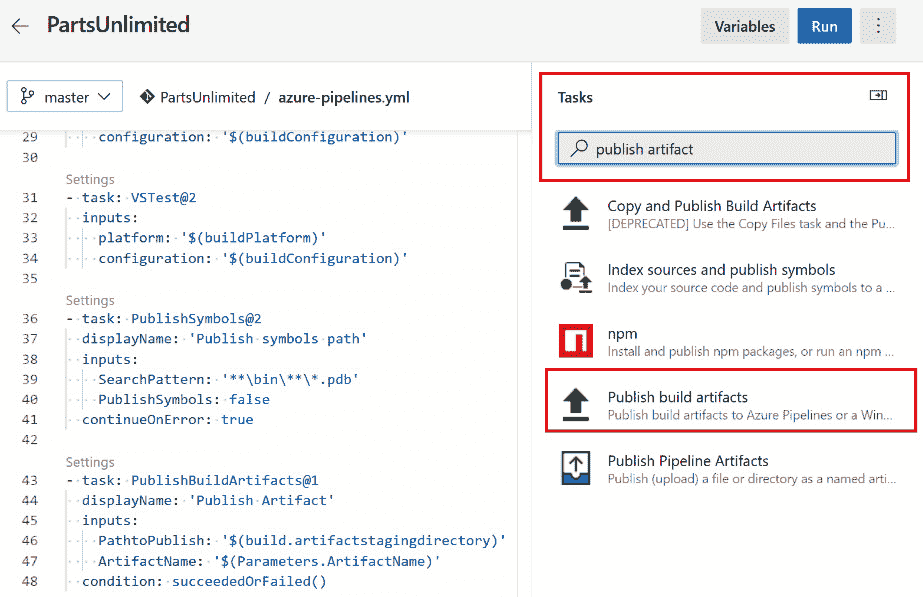 PartsUnlimited
Variables
Run
master
PartsUnlimited / azure-pipelines.yml
29 configuration: '$(buildConfiguration)'
30
Settings
31 - task: VSTest@2
32 inputs:
33 platform: '$(buildPlatform)'
34 configuration: '$(buildConfiguration)'
35
Settings
36 - task: PublishSymbols@2
37 displayName: 'Publish symbols path'
38 inputs:
39 SearchPattern: '**\bin\**\*.pdb'
40 PublishSymbols: false
41 continueOnError: true
42
Settings
43 - task: PublishBuildArtifacts@1
44 displayName: 'Publish Artifact'
45 inputs:
46 PathtoPublish: '$(build.artifactstagingdirectory)'
47 ArtifactName: '$(Parameters.ArtifactName)'
48 condition: succeededOrFailed()
Tasks
publish artifact
Copy and Publish Build Artifacts
[DEPRECATED] Use the Copy Files task and the Pu...
Index sources and publish symbols
Index your source code and publish symbols to a ...
npm
Install and publish npm packages, or run an npm ...
Publish build artifacts
Publish build artifacts to Azure Pipelines or a Win...
Publish Pipeline Artifacts
Publish (upload) a file or directory as a named arti...